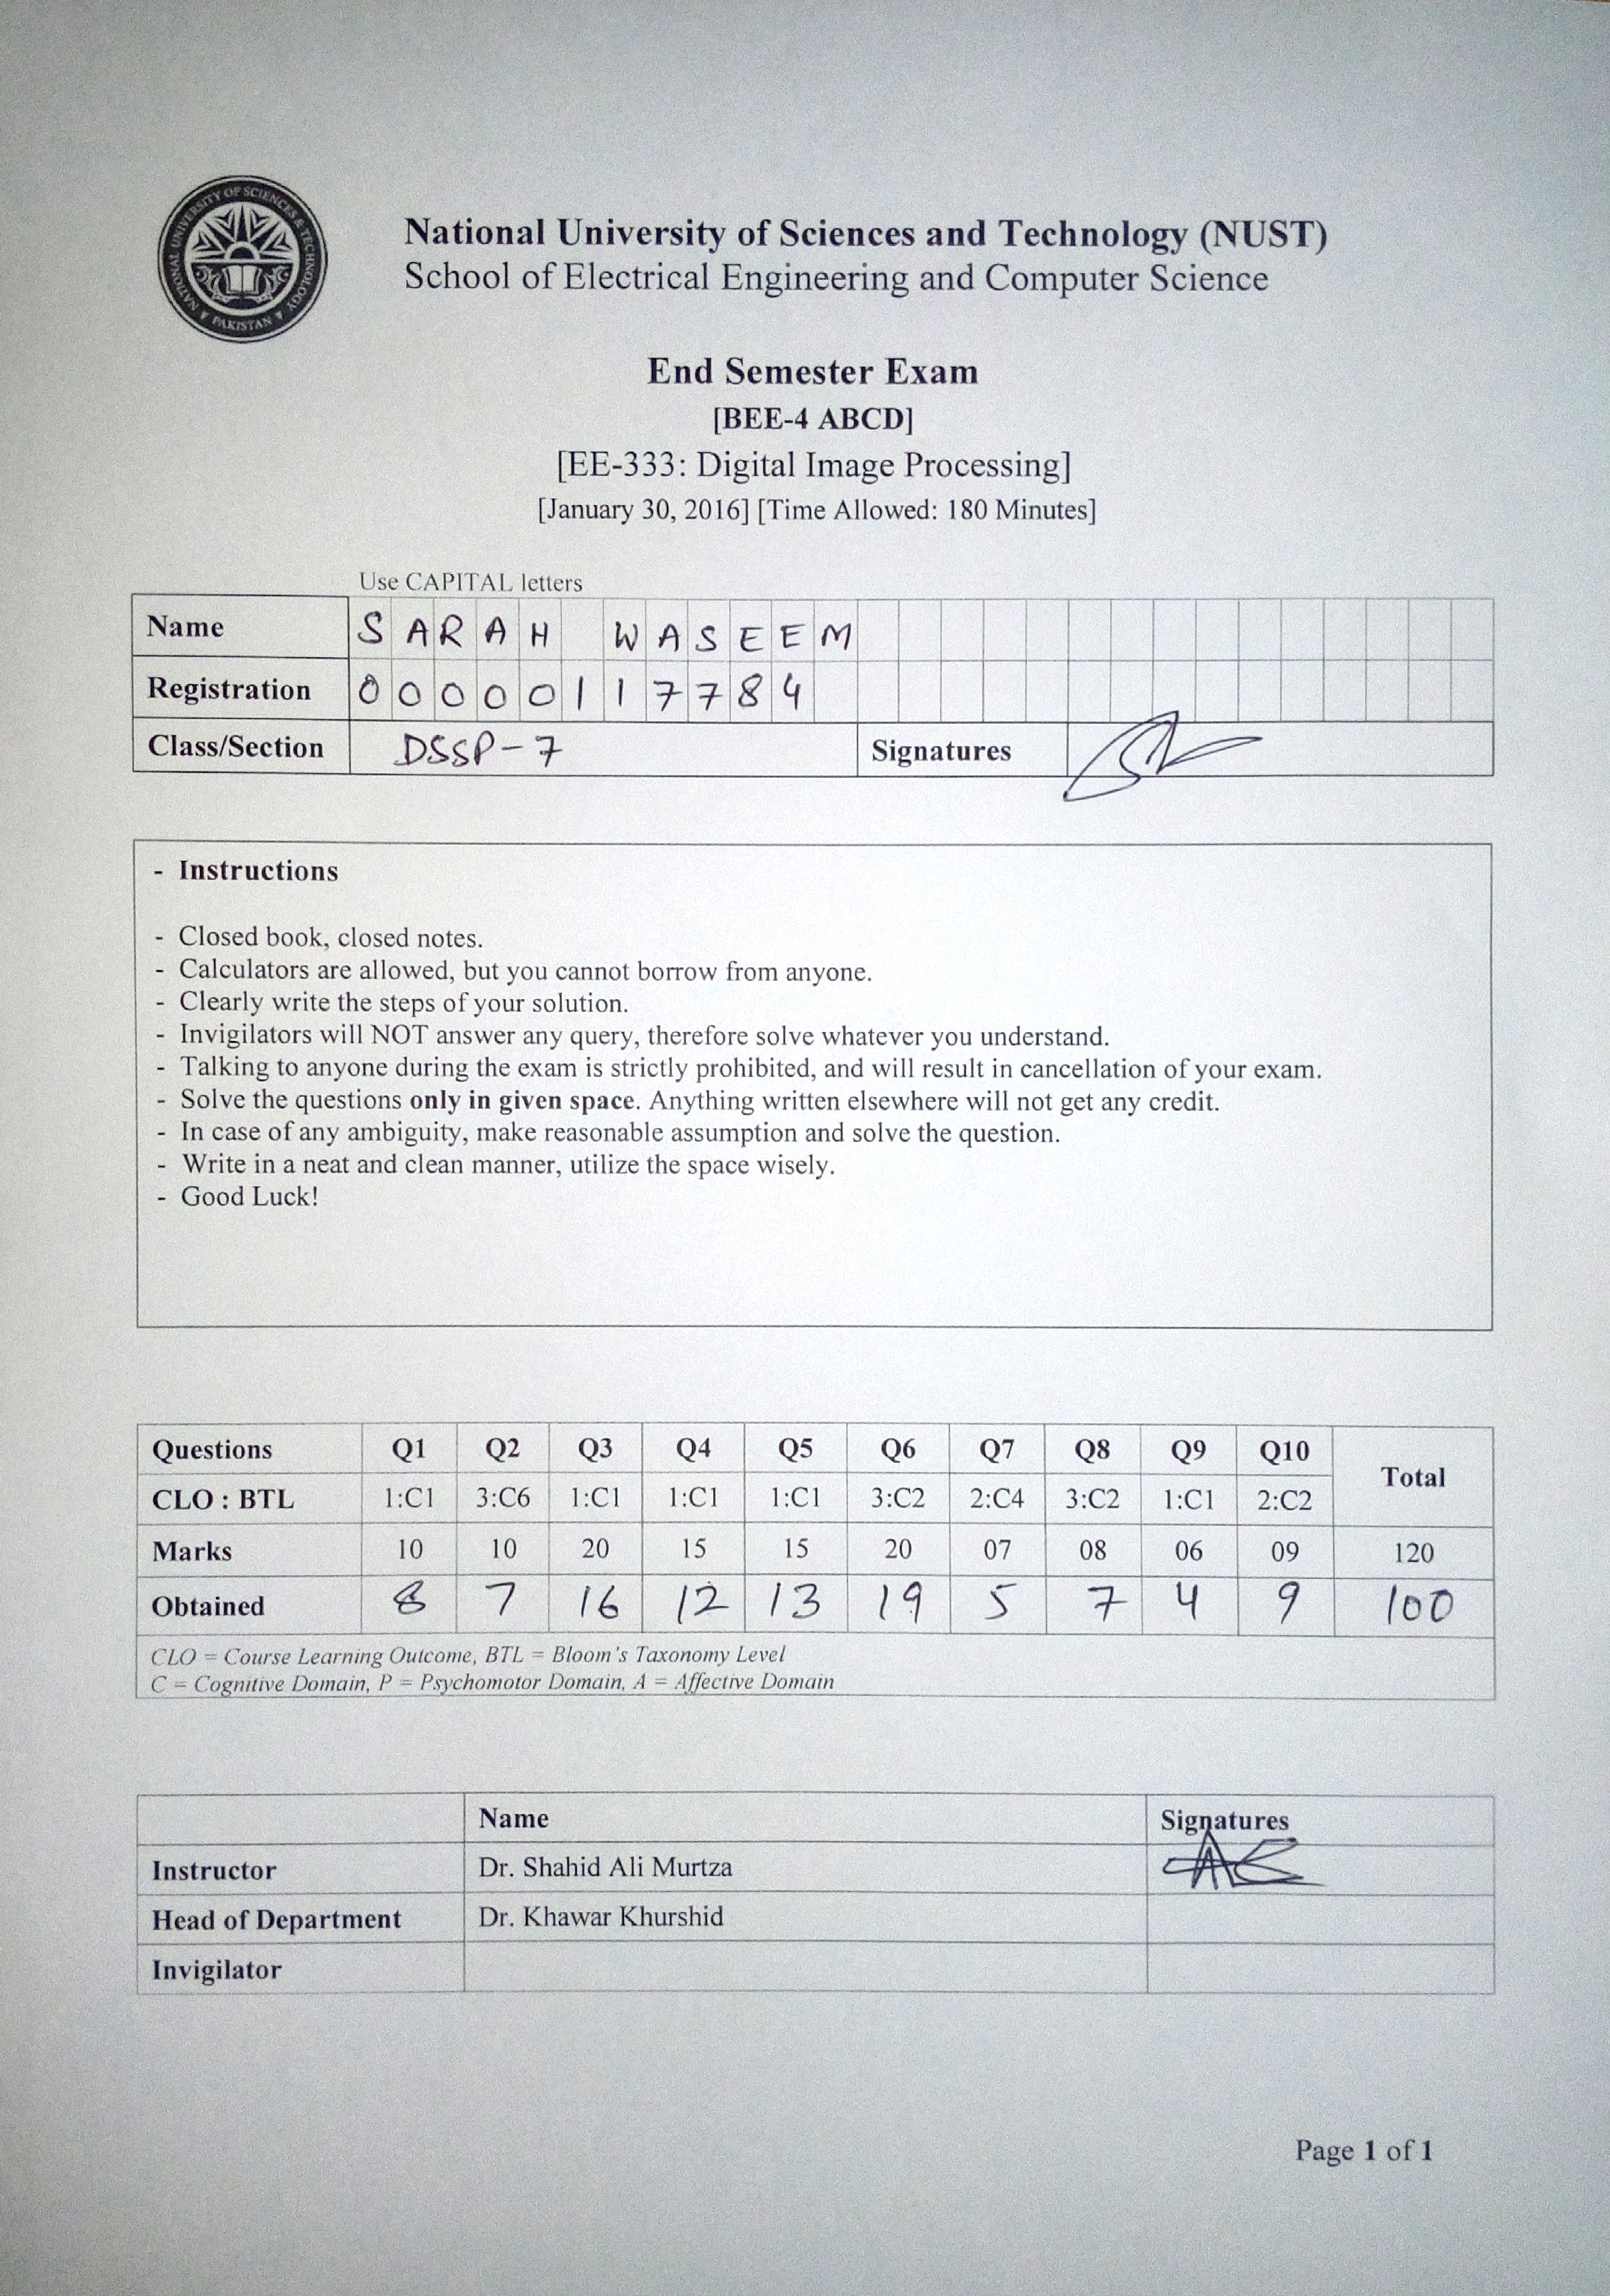 NATIONAL UNIVERSITY OF SCIENCES & TECHNOLOGY
PAKISTAN
National University of Sciences and Technology (NUST)
School of Electrical Engineering and Computer Science
End Semester Exam
[BEE-4 ABCD]
[EE-333: Digital Image Processing]
[January 30, 2016] [Time Allowed: 180 Minutes]
Use CAPITAL letters
Name SARAH WASEEM
Registration 00000117784
Class/Section DSSP-7 Signatures
- Instructions
- Closed book, closed notes.
- Calculators are allowed, but you cannot borrow from anyone.
- Clearly write the steps of your solution.
- Invigilators will NOT answer any query, therefore solve whatever you understand.
- Talking to anyone during the exam is strictly prohibited, and will result in cancellation of your exam.
- Solve the questions only in given space. Anything written elsewhere will not get any credit.
- In case of any ambiguity, make reasonable assumption and solve the question.
- Write in a neat and clean manner, utilize the space wisely.
- Good Luck!
Questions Q1 Q2 Q3 Q4 Q5 Q6 Q7 Q8 Q9 Q10 Total
CLO : BTL 1:C1 3:C6 1:C1 1:C1 1:C1 3:C2 2:C4 3:C2 1:C1 2:C2
Marks 10 10 20 15 15 20 07 08 06 09 120
Obtained 8 7 16 12 13 19 5 7 4 9 100
CLO = Course Learning Outcome, BTL = Bloom's Taxonomy Level
C = Cognitive Domain, P = Psychomotor Domain, A = Affective Domain
Name Signatures
Instructor Dr. Shahid Ali Murtza
Head of Department Dr. Khawar Khurshid
Invigilator
Page 1 of 1